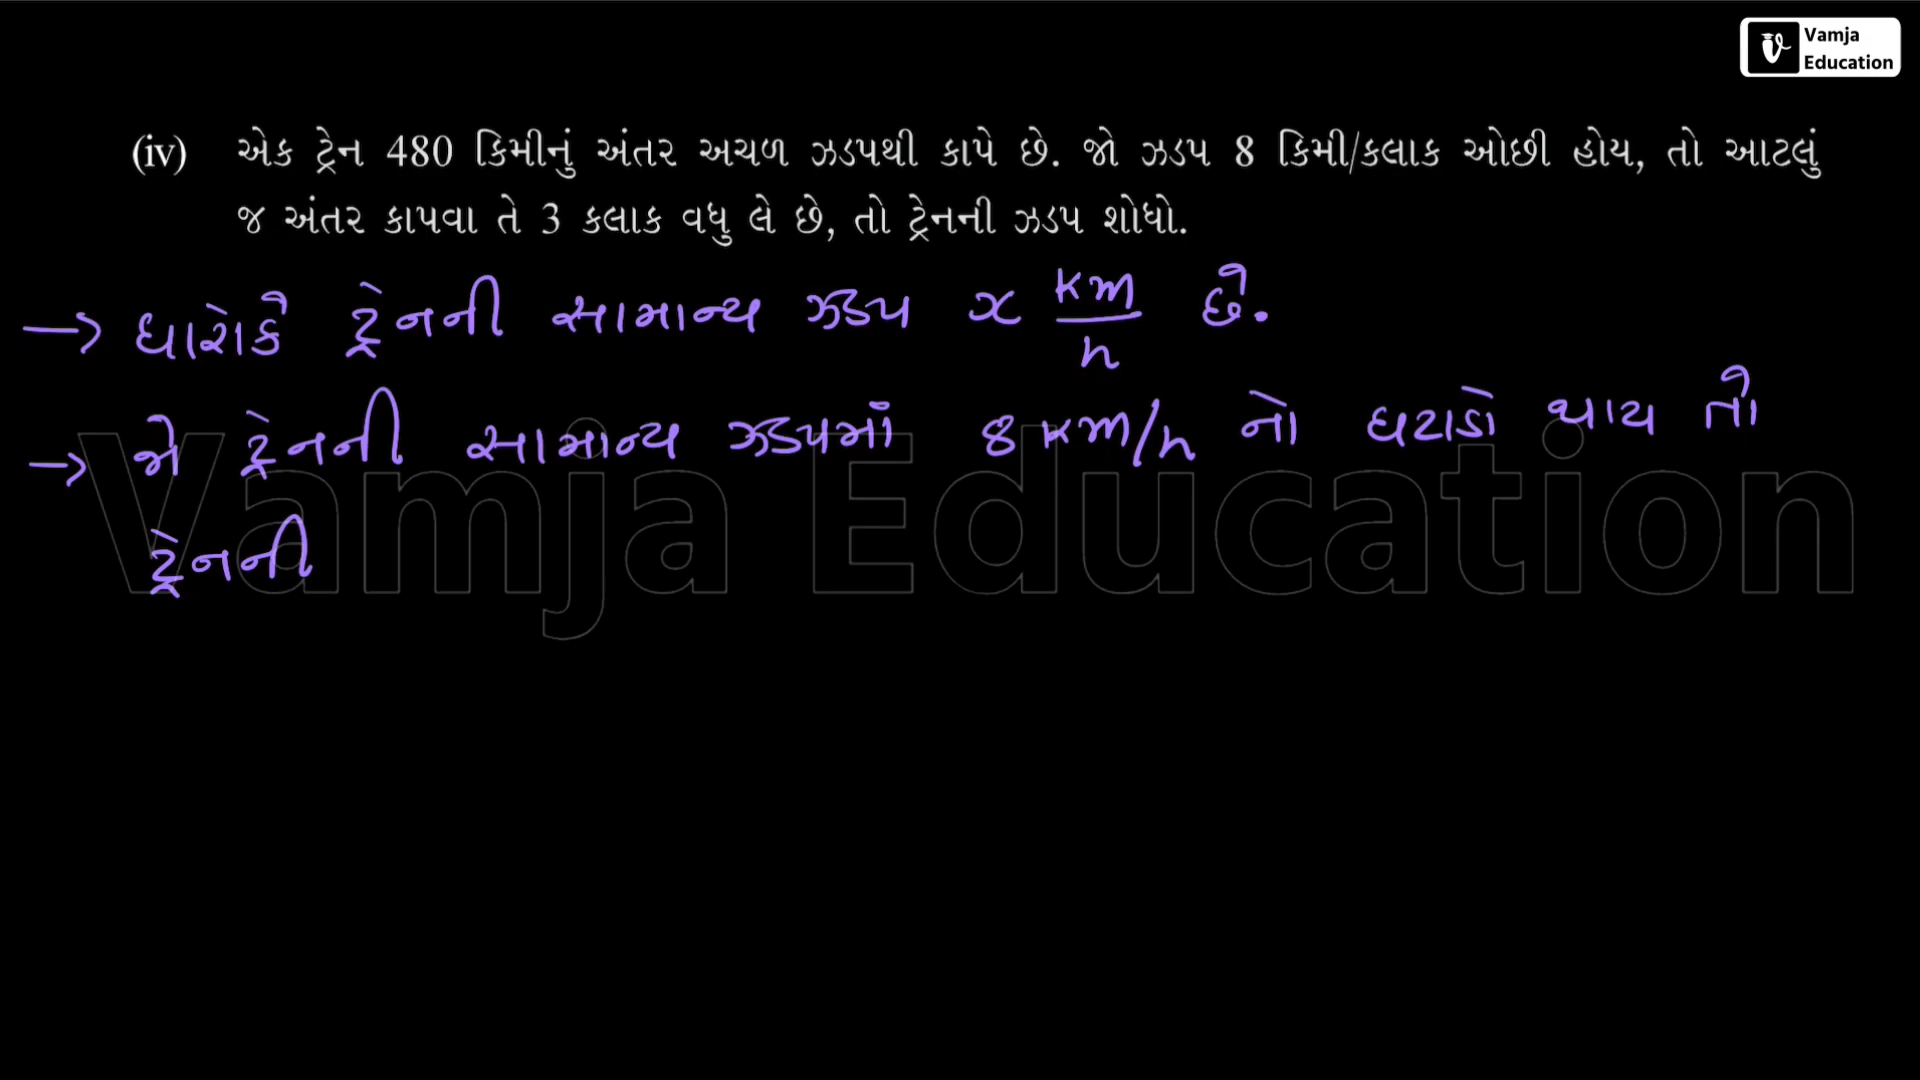 Vamja
Education
(iv) એક ટ્રેન 480 કિમીનું અંતર અચળ ઝડપથી કાપે છે. જો ઝડપ 8 કિમી/કલાક ઓછી હોય, તો આટલું
જ અંતર કાપવા તે 3 કલાક વધુ લે છે, તો ટ્રેનની ઝડપ શોધો.
→ ધારોકે ટ્રેનની સામાન્ય ઝડપ x km/h છે.
→ જો ટ્રેનની સામાન્ય ઝડપમાં 8 km/h નો ઘટાડો થાય તો
ટ્રેનની
Vamja Education